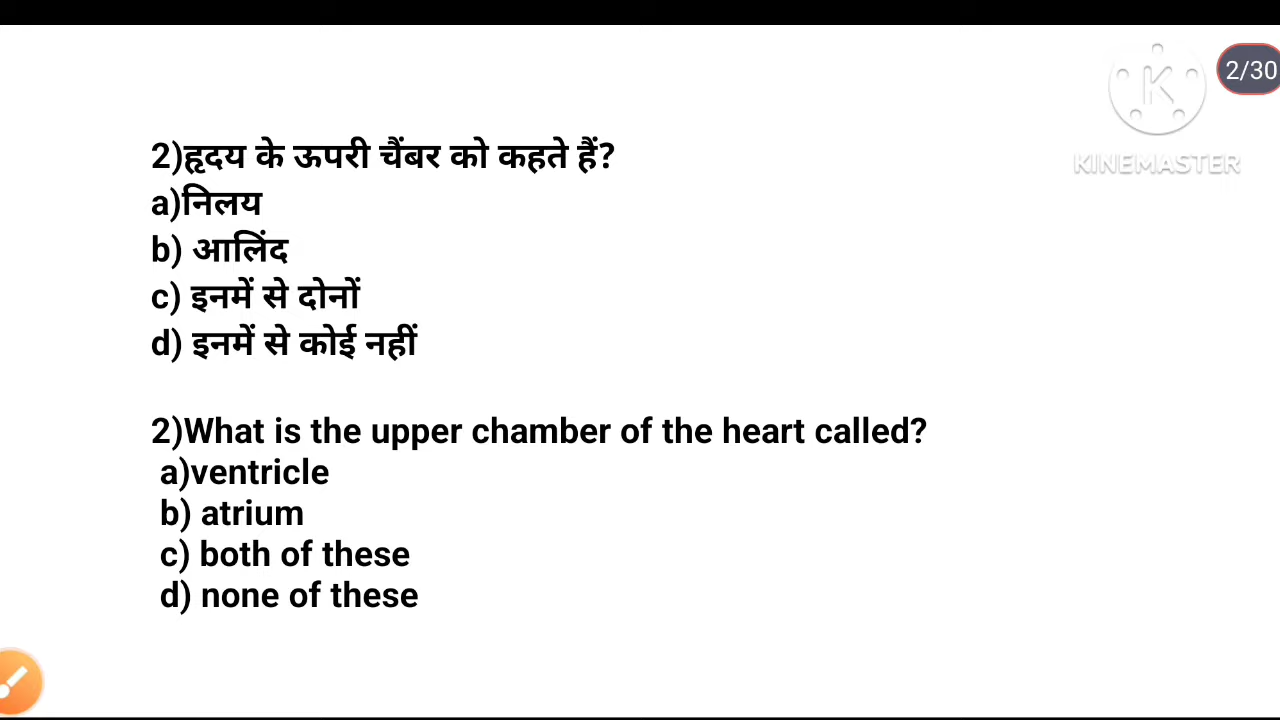 2/30
KINEMASTER
2)हृदय के ऊपरी चैंबर को कहते हैं?
a)निलय
b) आलिंद
c) इनमें से दोनों
d) इनमें से कोई नहीं
2)What is the upper chamber of the heart called?
a)ventricle
b) atrium
c) both of these
d) none of these